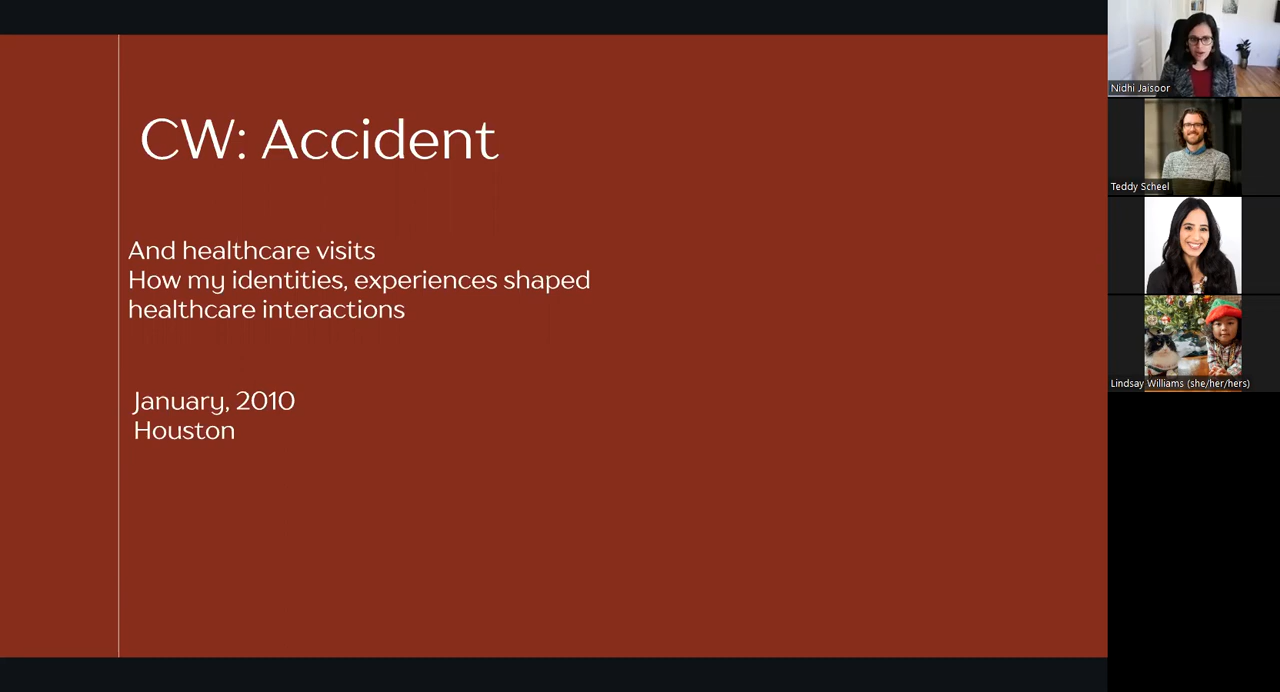 CW: Accident
And healthcare visits
How my identities, experiences shaped
healthcare interactions
January, 2010
Houston
Nidhi Jaisoor
Teddy Scheel
Lindsay Williams (she/her/hers)